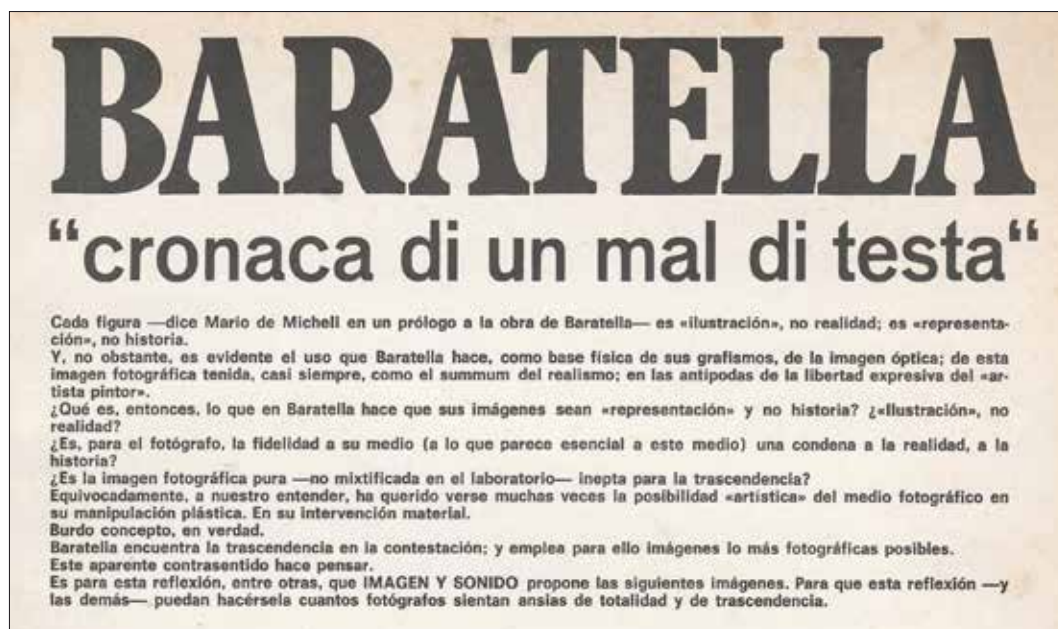 BARATELLA
“cronaca di un mal di testa“
Cada figura —dice Mario de Michell en un prólogo a la obra de Baratella— es «ilustración», no realidad; es «representa-
ción», no historia.
Y, no obstante, es evidente el uso que Baratella hace, como base física de sus grafismos, de la imagen óptica; de esta
imagen fotográfica tenida, casi siempre, como el summum del realismo; en las antípodas de la libertad expresiva del «ar-
tista pintor».
¿Qué es, entonces, lo que en Baratella hace que sus imágenes sean «representación» y no historia? ¿«Ilustración», no
realidad?
¿Es, para el fotógrafo, la fidelidad a su medio (a lo que parece esencial a este medio) una condena a la realidad, a la
historia?
¿Es la imagen fotográfica pura —no mixtificada en el laboratorio— inepta para la trascendencia?
Equivocadamente, a nuestro entender, ha querido verse muchas veces la posibilidad «artística» del medio fotográfico en
su manipulación plástica. En su intervención material.
Burdo concepto, en verdad.
Baratella encuentra la trascendencia en la contestación; y emplea para ello imágenes lo más fotográficas posibles.
Este aparente contrasentido hace pensar.
Es para esta reflexión, entre otras, que IMAGEN Y SONIDO propone las siguientes imágenes. Para que esta reflexión —y
las demás— puedan hacérsela cuantos fotógrafos sientan ansias de totalidad y de trascendencia.